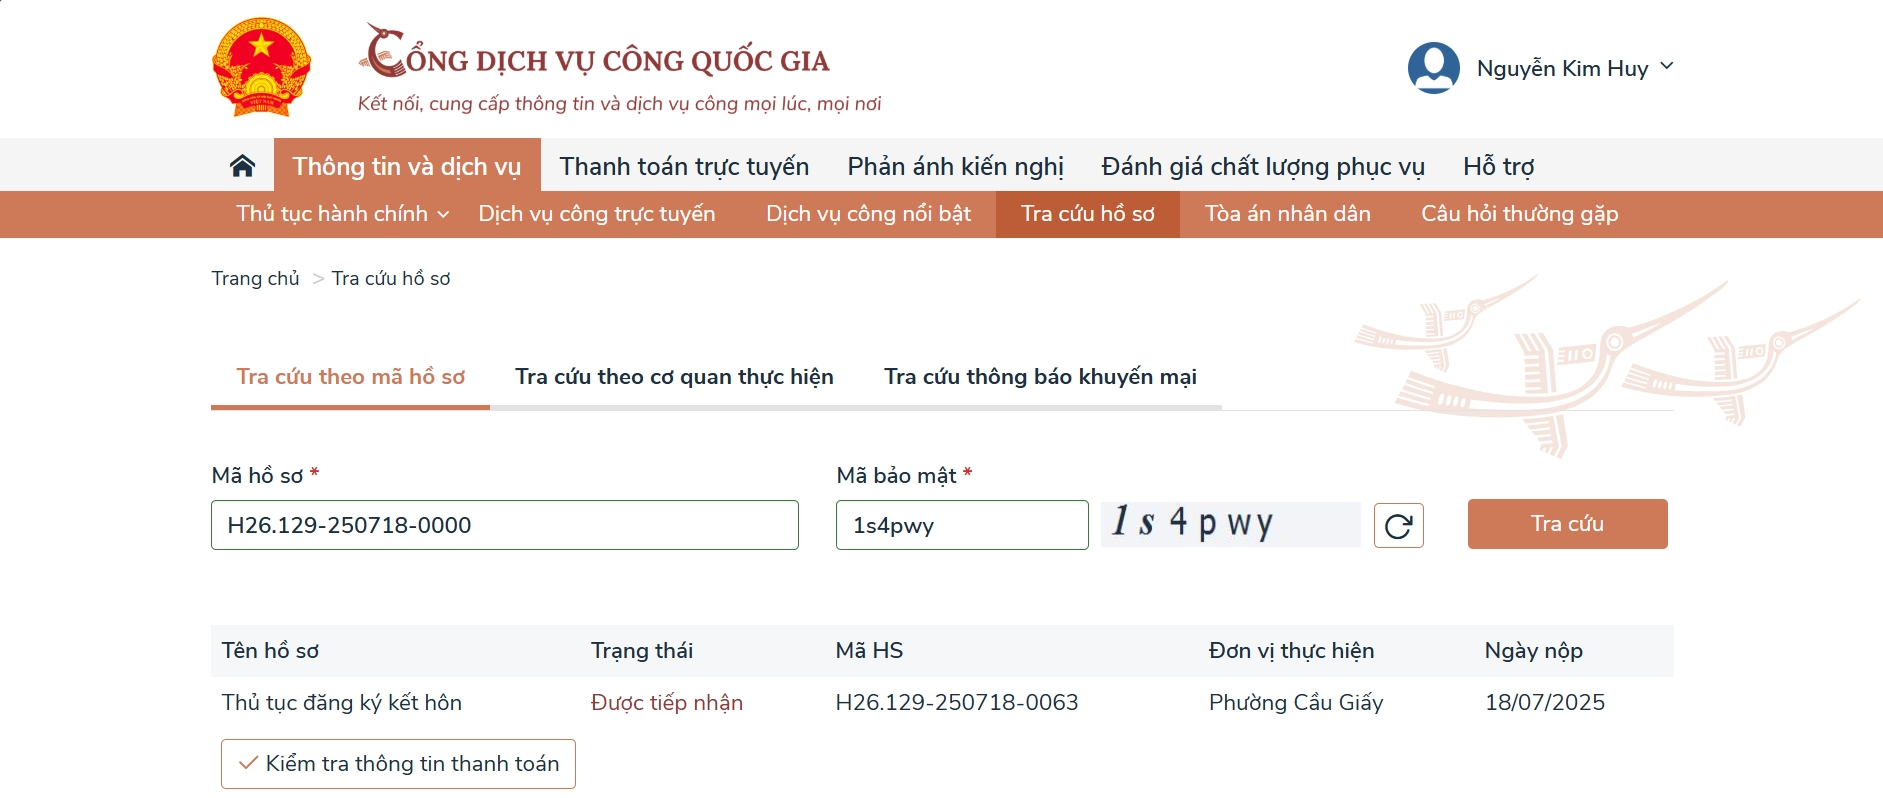 CỔNG DỊCH VỤ CÔNG QUỐC GIA
Kết nối, cung cấp thông tin và dịch vụ công mọi lúc, mọi nơi
Nguyễn Kim Huy
Thông tin và dịch vụ Thanh toán trực tuyến Phản ánh kiến nghị Đánh giá chất lượng phục vụ Hỗ trợ
Thủ tục hành chính Dịch vụ công trực tuyến Dịch vụ công nổi bật Tra cứu hồ sơ Tòa án nhân dân Câu hỏi thường gặp
Trang chủ > Tra cứu hồ sơ
Tra cứu theo mã hồ sơ Tra cứu theo cơ quan thực hiện Tra cứu thông báo khuyến mại
Mã hồ sơ * Mã bảo mật *
H26.129-250718-0000 1s4pwy 1s4pwy Tra cứu
Tên hồ sơ Trạng thái Mã HS Đơn vị thực hiện Ngày nộp
Thủ tục đăng ký kết hôn Được tiếp nhận H26.129-250718-0063 Phường Cầu Giấy 18/07/2025
Kiểm tra thông tin thanh toán